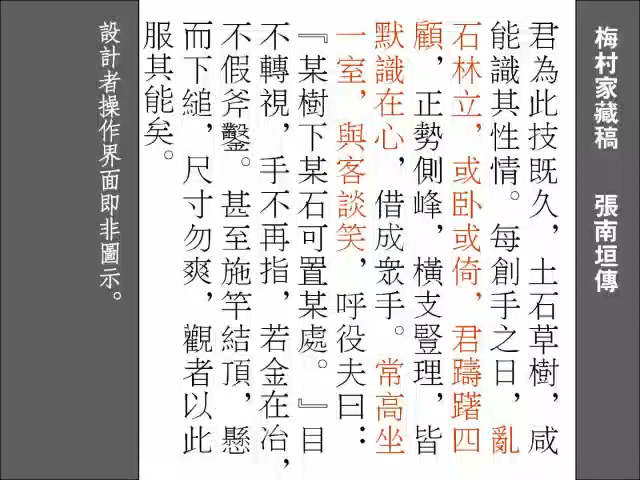 梅村家藏稿　張南垣傳
君為此技既久，土石草樹，咸
能識其性情。每創手之日，亂
石林立，或卧或倚，君躊躇四
顧，正勢側峰，橫支豎理，皆
默識在心，借成眾手。常高坐
一室，與客談笑，呼役夫曰：
『某樹下某石可置某處。』目
不轉視，手不再指，若金在冶，
不假斧鑿。甚至施竿結頂，懸
而下縋，尺寸勿爽，觀者以此
服其能矣。
設計者操作界面即非圖示。